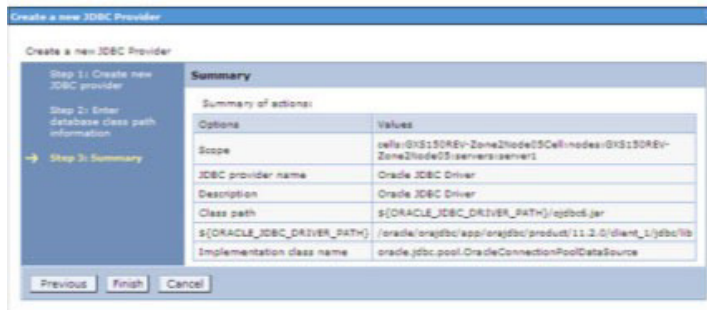 Create a new JDBC Provider
Create a new JDBC Provider
Step 1: Create new
JDBC provider
Step 2: Enter
database class path
information
Step 3: Summary
Summary
Summary of actions:
Options Values
Scope cells:GXS150REV-Zone2Node05Cell:nodes:GXS150REV-
Zone2Node05:servers:server1
JDBC provider name Oracle JDBC Driver
Description Oracle JDBC Driver
Class path ${ORACLE_JDBC_DRIVER_PATH}/ojdbc6.jar
${ORACLE_JDBC_DRIVER_PATH} /oracle/orajdbc/app/orajdbc/product/11.2.0/client_1/jdbc/lib
Implementation class name oracle.jdbc.pool.OracleConnectionPoolDataSource
Previous Finish Cancel